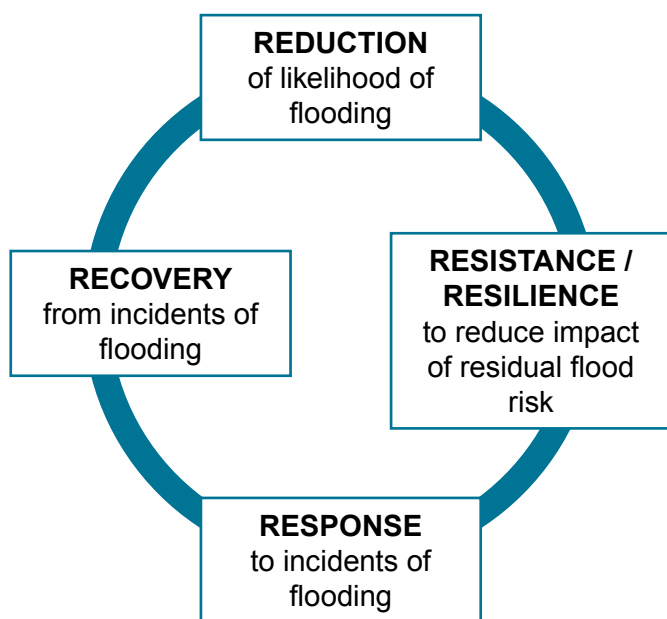 REDUCTION
of likelihood of
flooding
RESISTANCE /
RESILIENCE
to reduce impact
of residual flood
risk
RESPONSE
to incidents of
flooding
RECOVERY
from incidents of
flooding